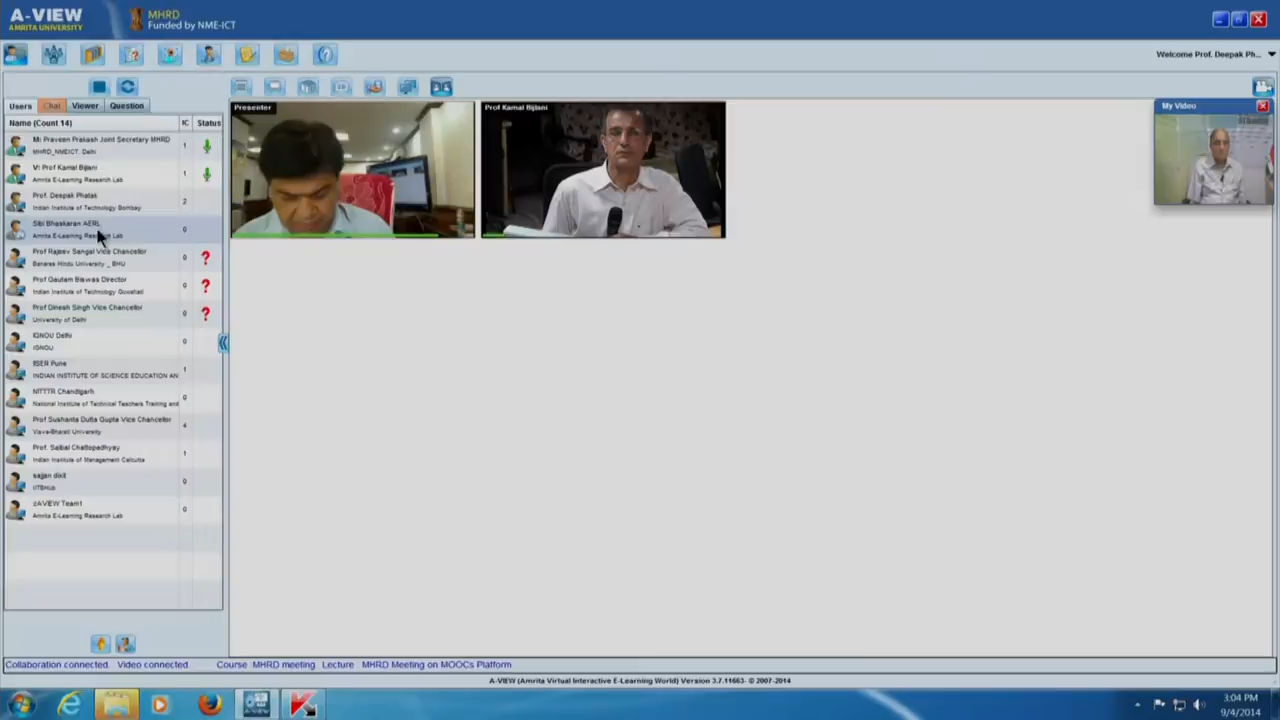 A-VIEW
AMRITA UNIVERSITY
MHRD
Funded by NME-ICT
Welcome Prof. Deepak Ph...
Users
Chat
Viewer
Question
Name (Count 14)
IC
Status
M: Praveen Prakash Joint Secretary MHRD
1
MHRD_NMEICT, Delhi
V: Prof Kamal Bijlani
1
Amrita E-Learning Research Lab
Prof. Deepak Phatak
2
Indian Institute of Technology Bombay
Sibi Bhaskaran AERL
0
Amrita E-Learning Research Lab
Prof Rajeev Sangal Vice Chancellor
0
?
Banaras Hindu University _ BHU
Prof Gautam Biswas Director
0
?
Indian Institute of Technology Guwahati
Prof Dinesh Singh Vice Chancellor
0
?
University of Delhi
IGNOU Delhi
0
IGNOU
IISER Pune
1
INDIAN INSTITUTE OF SCIENCE EDUCATION AN
NITTTR Chandigarh
0
National Institute of Technical Teachers Training and
Prof Sushanta Dutta Gupta Vice Chancellor
4
Visva-Bharati University
Prof. Saibal Chattopadhyay
1
Indian Institute of Management Calcutta
sajjan dixit
0
IITBHub
zAVIEW Team1
0
Amrita E-Learning Research Lab
Presenter
Prof Kamal Bijlani
My Video
Collaboration connected. Video connected. Course MHRD meeting Lecture MHRD Meeting on MOOCs Platform
A-VIEW (Amrita Virtual Interactive E-Learning World) Version 3.7.11663- © 2007-2014
A-VIEW
3:04 PM
9/4/2014